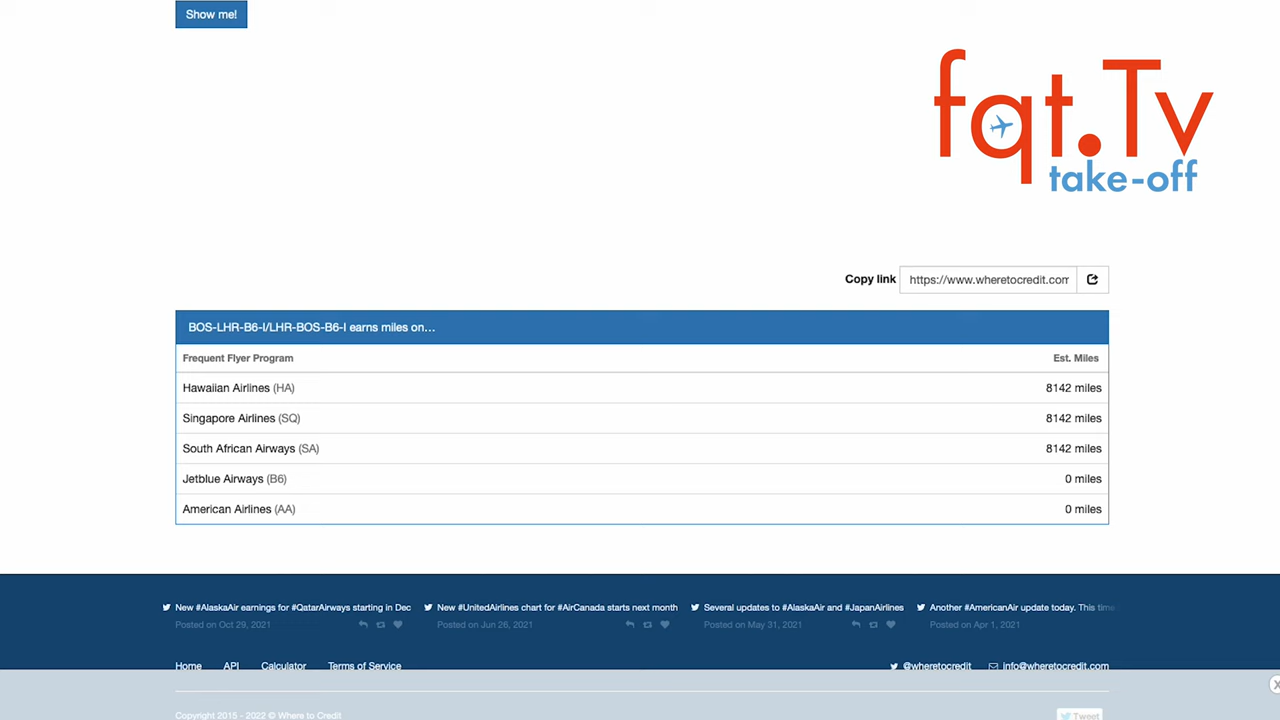 Show me!
fqt.Tv
take-off
Copy link https://www.wheretocredit.com
BOS-LHR-B6-I/LHR-BOS-B6-I earns miles on…
Frequent Flyer Program Est. Miles
Hawaiian Airlines (HA) 8142 miles
Singapore Airlines (SQ) 8142 miles
South African Airways (SA) 8142 miles
Jetblue Airways (B6) 0 miles
American Airlines (AA) 0 miles
New #AlaskaAir earnings for #QatarAirways starting in Dec New #UnitedAirlines chart for #AirCanada starts next month Several updates to #AlaskaAir and #JapanAirlines Another #AmericanAir update today. This time
Posted on Oct 29, 2021 Posted on Jun 26, 2021 Posted on May 31, 2021 Posted on Apr 1, 2021
Home API Calculator Terms of Service @wheretocredit info@wheretocredit.com
Copyright 2015 - 2022 © Where to Credit Tweet